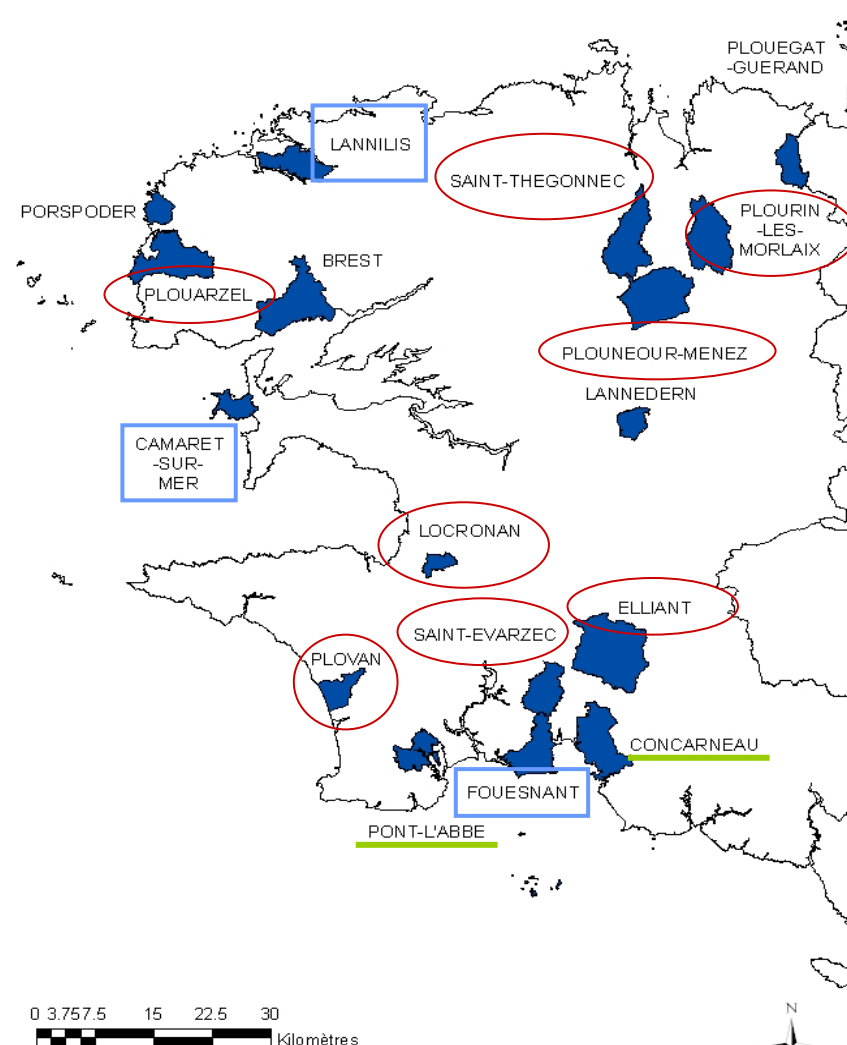 PLOUEGAT
-GUERAND
LANNILIS
SAINT-THEGONNEC
PORSPODER
PLOURIN
-LES-
MORLAIX
BREST
PLOUARZEL
PLOUNEOUR-MENEZ
LANNEDERN
CAMARET
-SUR-
MER
LOCRONAN
ELLIANT
SAINT-EVARZEC
PLOVAN
CONCARNEAU
FOUESNANT
PONT-L'ABBE
0 3.757.5 15 22.5 30
Kilomètres
N